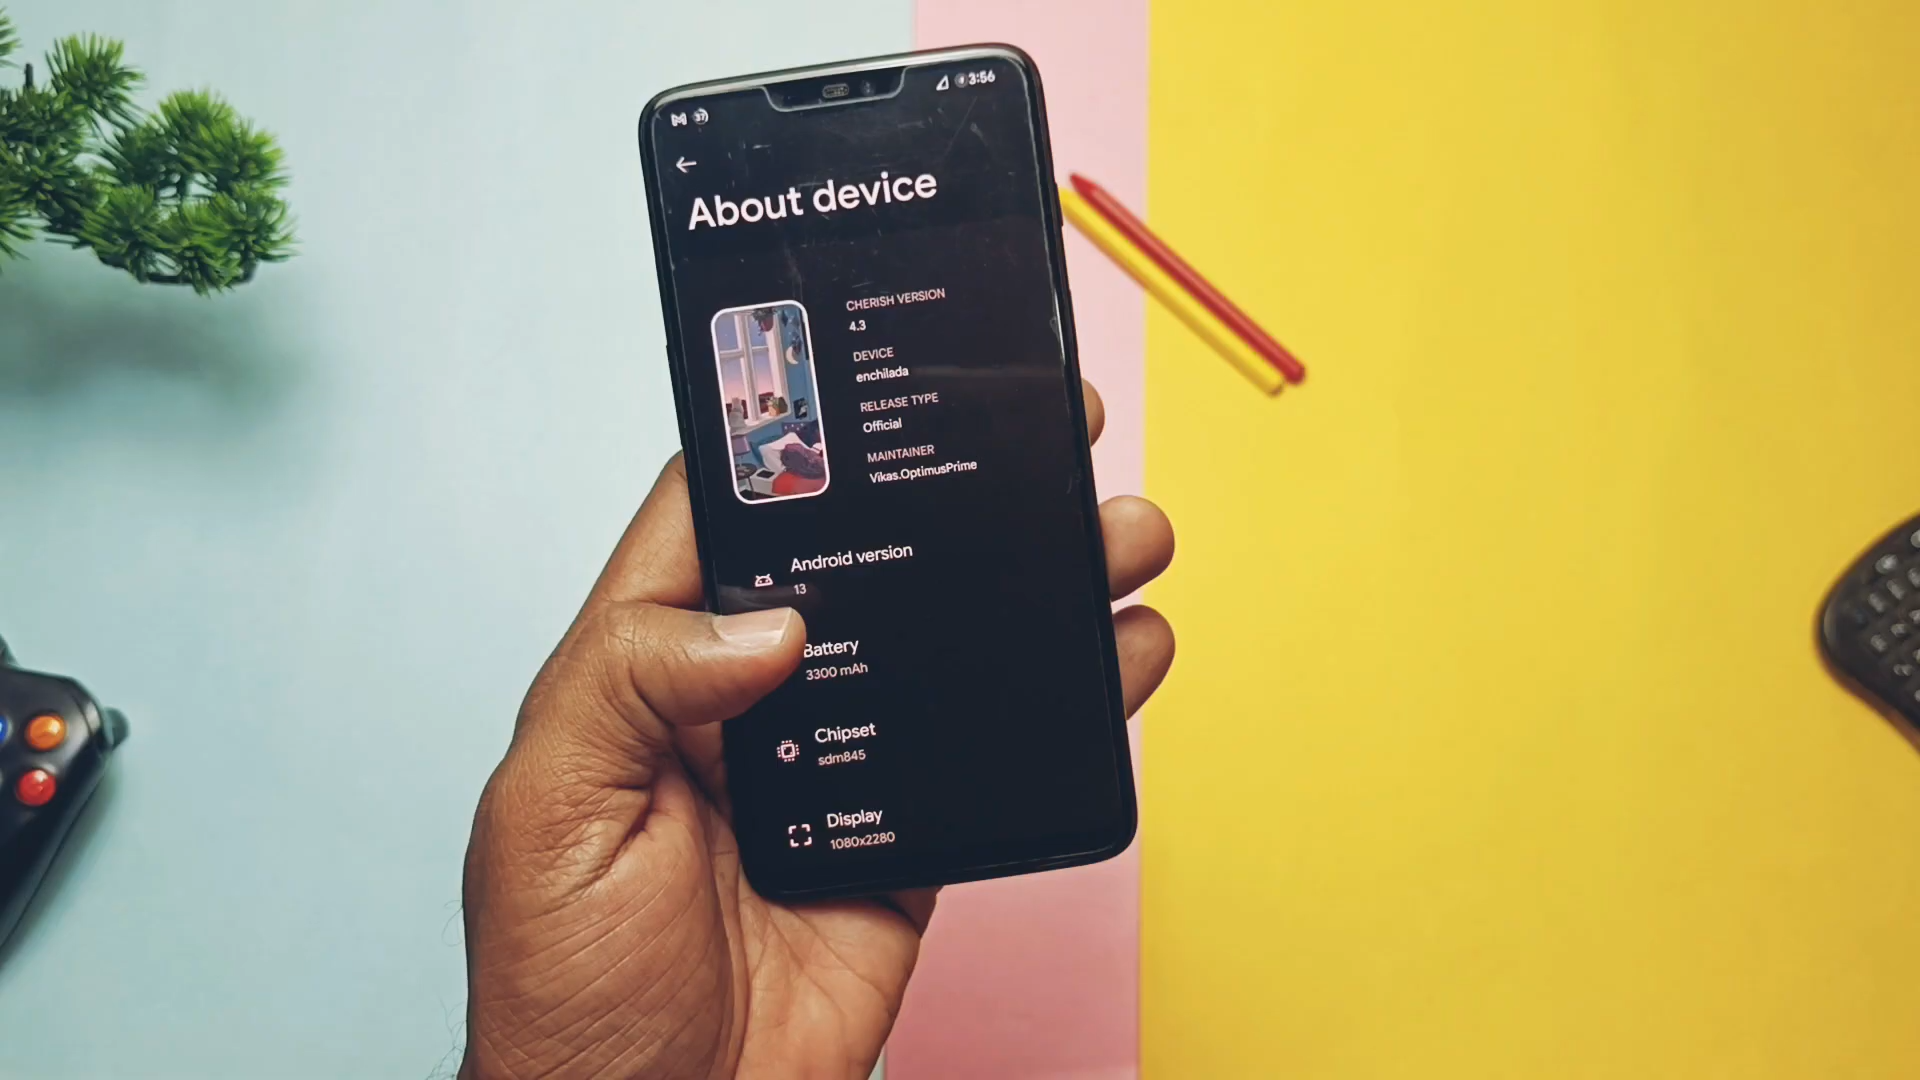 37
3:56
About device
CHERISH VERSION
4.3
DEVICE
enchilada
RELEASE TYPE
Official
MAINTAINER
Vikas.OptimusPrime
Android version
13
Battery
3300 mAh
Chipset
sdm845
Display
1080x2280